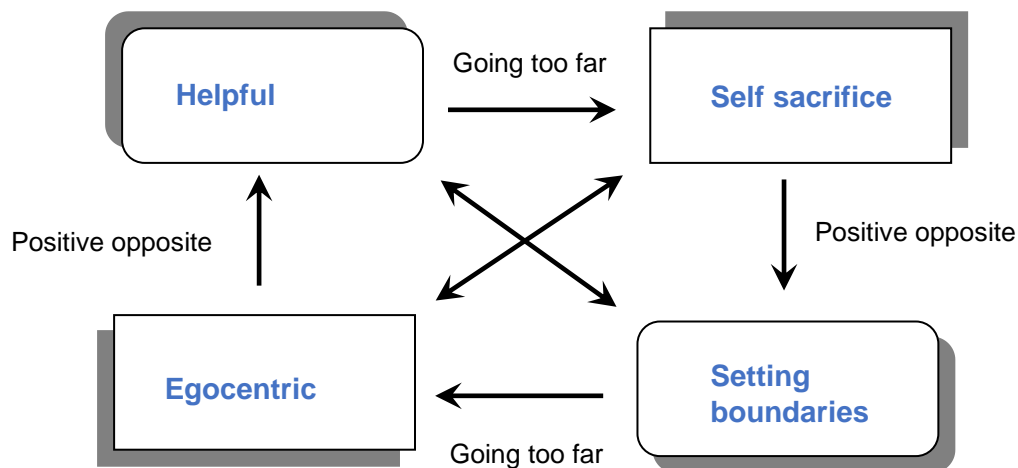 Helpful
Going too far
Self sacrifice
Positive opposite
Positive opposite
Egocentric
Setting
boundaries
Going too far